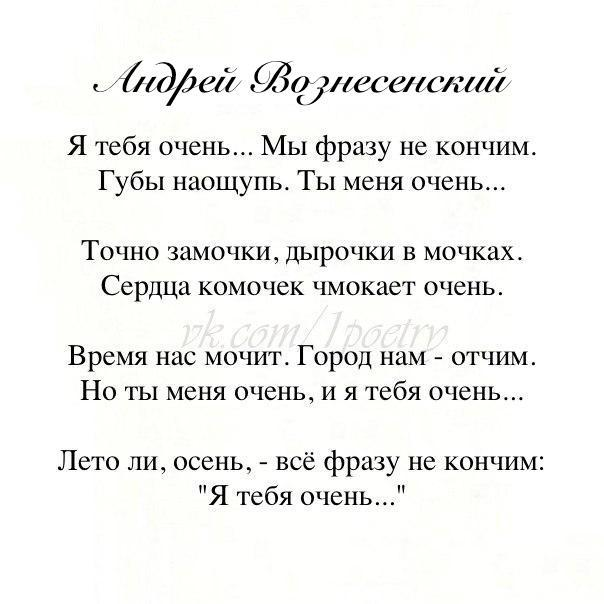 Андрей Вознесенский
Я тебя очень... Мы фразу не кончим.
Губы наощупь. Ты меня очень...
Точно замочки, дырочки в мочках.
Сердца комочек чмокает очень.
vk.com/1poetry
Время нас мочит. Город нам - отчим.
Но ты меня очень, и я тебя очень...
Лето ли, осень, - всё фразу не кончим:
"Я тебя очень..."